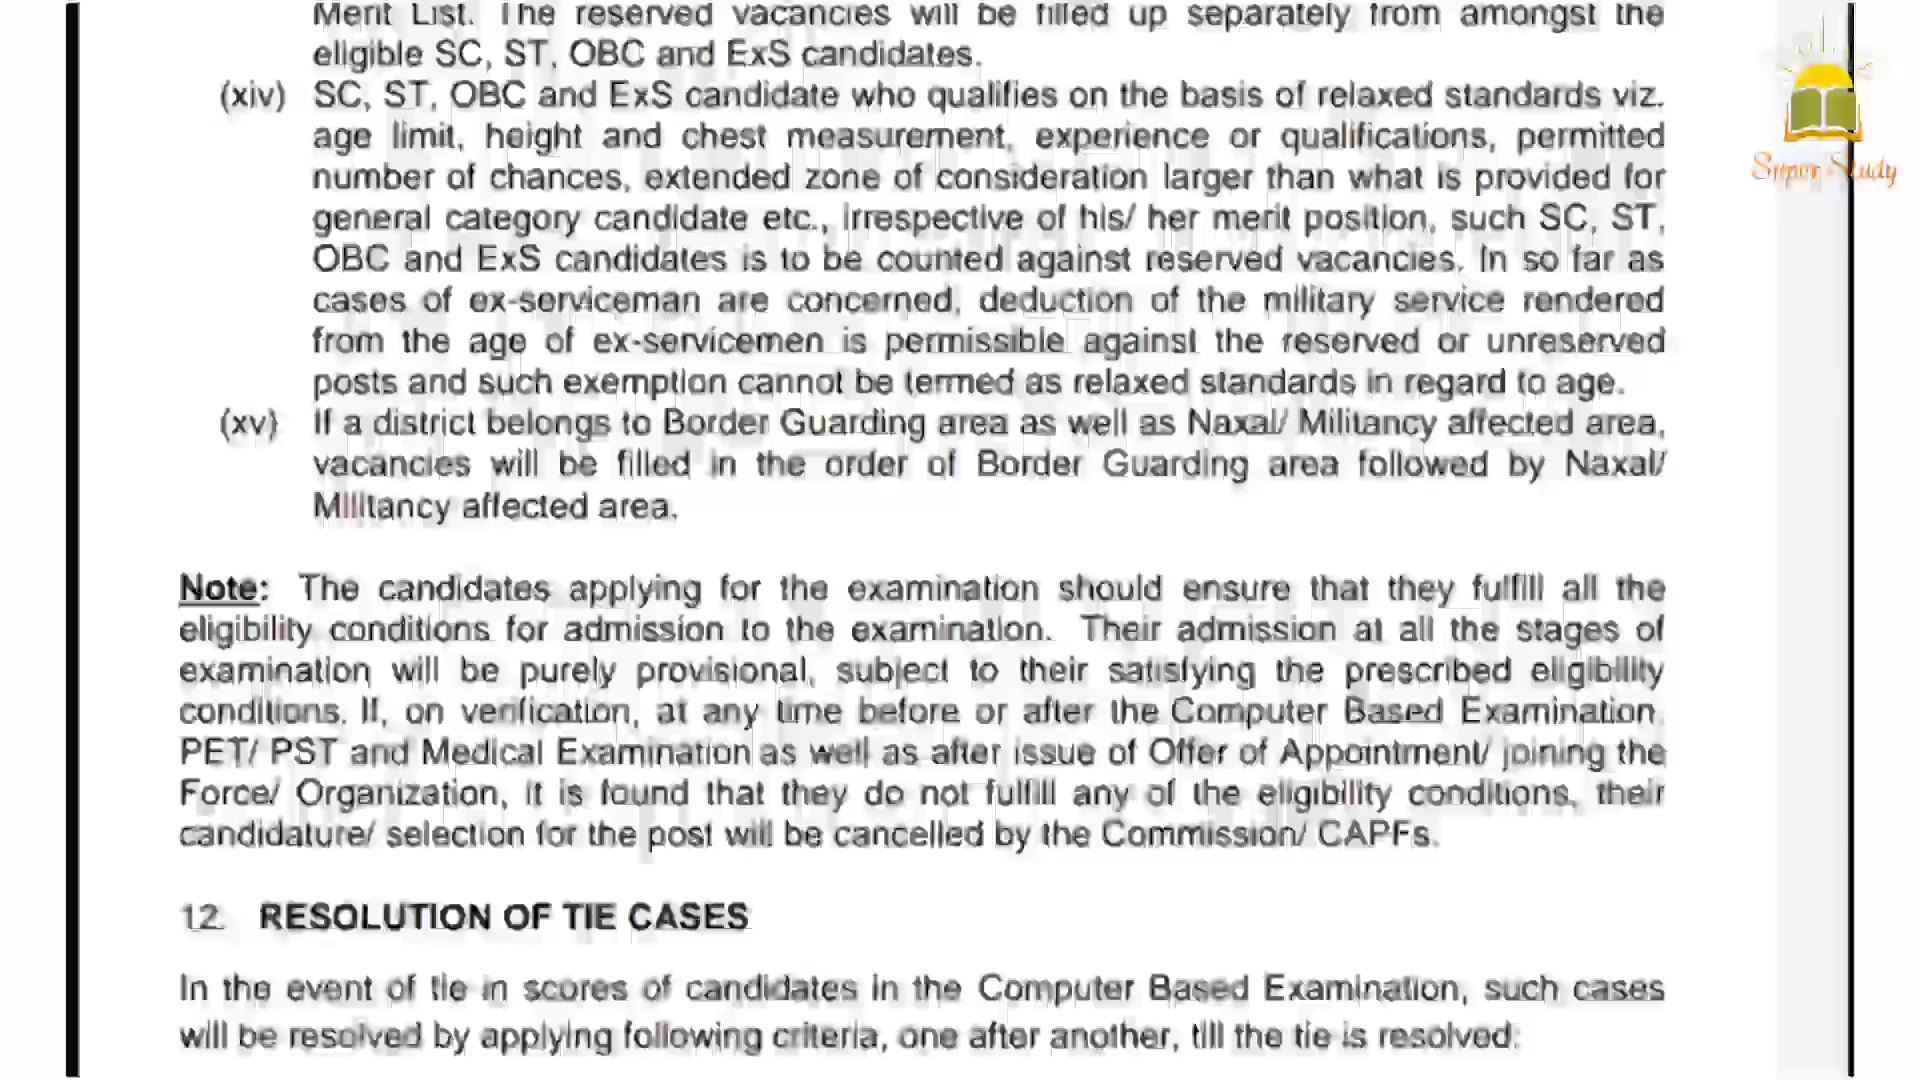 Merit List. The reserved vacancies will be filled up separately from amongst the
eligible SC, ST, OBC and ExS candidates.
(xiv) SC, ST, OBC and ExS candidate who qualifies on the basis of relaxed standards viz.
age limit, height and chest measurement, experience or qualifications, permitted
number of chances, extended zone of consideration larger than what is provided for
general category candidate etc., irrespective of his/ her merit position, such SC, ST,
OBC and ExS candidates is to be counted against reserved vacancies. In so far as
cases of ex-serviceman are concerned, deduction of the military service rendered
from the age of ex-servicemen is permissible against the reserved or unreserved
posts and such exemption cannot be termed as relaxed standards in regard to age.
(xv) If a district belongs to Border Guarding area as well as Naxal/ Militancy affected area,
vacancies will be filled in the order of Border Guarding area followed by Naxal/
Militancy affected area.
Note: The candidates applying for the examination should ensure that they fulfill all the
eligibility conditions for admission to the examination. Their admission at all the stages of
examination will be purely provisional, subject to their satisfying the prescribed eligibility
conditions. If, on verification, at any time before or after the Computer Based Examination,
PET/ PST and Medical Examination as well as after issue of Offer of Appointment/ joining the
Force/ Organization, it is found that they do not fulfill any of the eligibility conditions, their
candidature/ selection for the post will be cancelled by the Commission/ CAPFs.
12. RESOLUTION OF TIE CASES
In the event of tie in scores of candidates in the Computer Based Examination, such cases
will be resolved by applying following criteria, one after another, till the tie is resolved:
Super Study